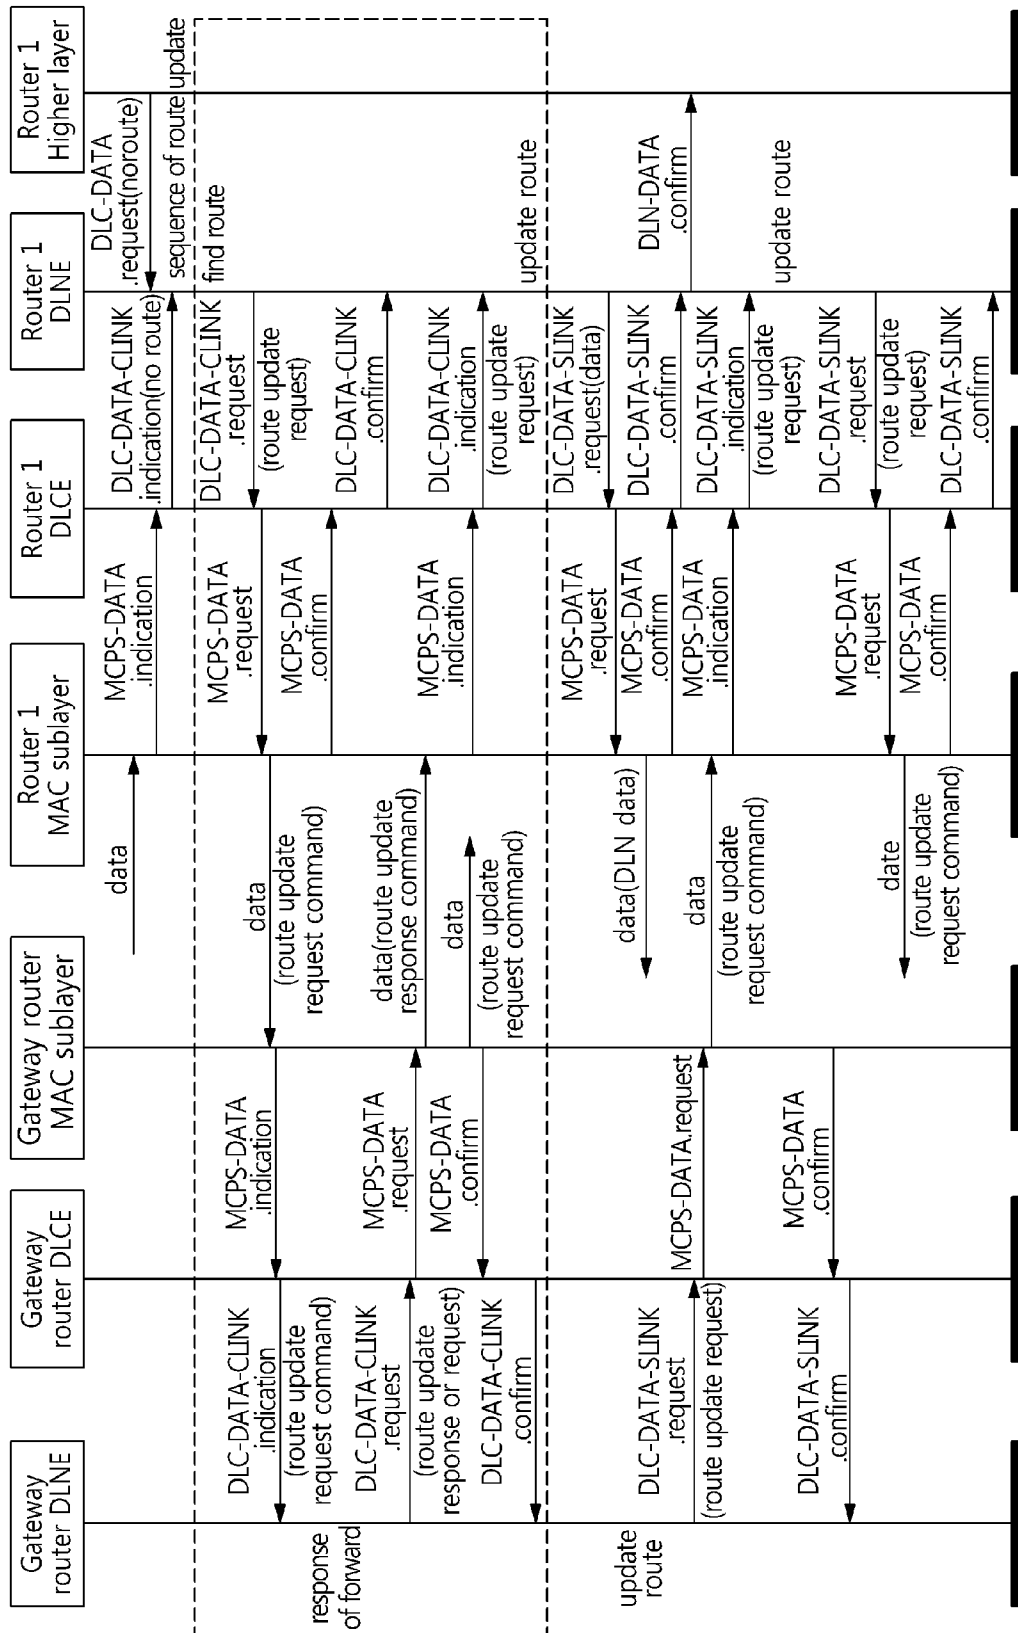 Gateway
router DLNE
Gateway
router DLCE
Gateway router
MAC sublayer
Router 1
MAC sublayer
Router 1
DLCE
Router 1
DLNE
Router 1
Higher layer
DLC-DATA
.request(noroute)
data
MCPS-DATA
.indication
DLC-DATA-CLINK
.indication(no route)
sequence of route update
find route
DLC-DATA-CLINK
.request
(route update
request)
MCPS-DATA
.request
data
(route update
request command)
MCPS-DATA
.indication
DLC-DATA-CLINK
.indication
(route update
request command)
MCPS-DATA
.confirm
DLC-DATA-CLINK
.confirm
response
of forward
DLC-DATA-CLINK
.request
(route update
response or request)
MCPS-DATA
.request
data(route update
response command)
MCPS-DATA
.indication
DLC-DATA-CLINK
.indication
(route update
request)
update route
data
(route update
request command)
MCPS-DATA
.confirm
DLC-DATA-CLINK
.confirm
DLC-DATA-SLINK
.request(data)
MCPS-DATA
.request
data(DLN data)
MCPS-DATA
.confirm
DLC-DATA-SLINK
.confirm
DLN-DATA
.confirm
update
route
DLC-DATA-SLINK
.request
(route update request)
MCPS-DATA.request
data
(route update
request command)
MCPS-DATA
.indication
DLC-DATA-SLINK
.indication
(route update
request)
update route
MCPS-DATA
.confirm
DLC-DATA-SLINK
.confirm
DLC-DATA-SLINK
.request
(route update
request)
MCPS-DATA
.request
date
(route update
request command)
MCPS-DATA
.confirm
DLC-DATA-SLINK
.confirm